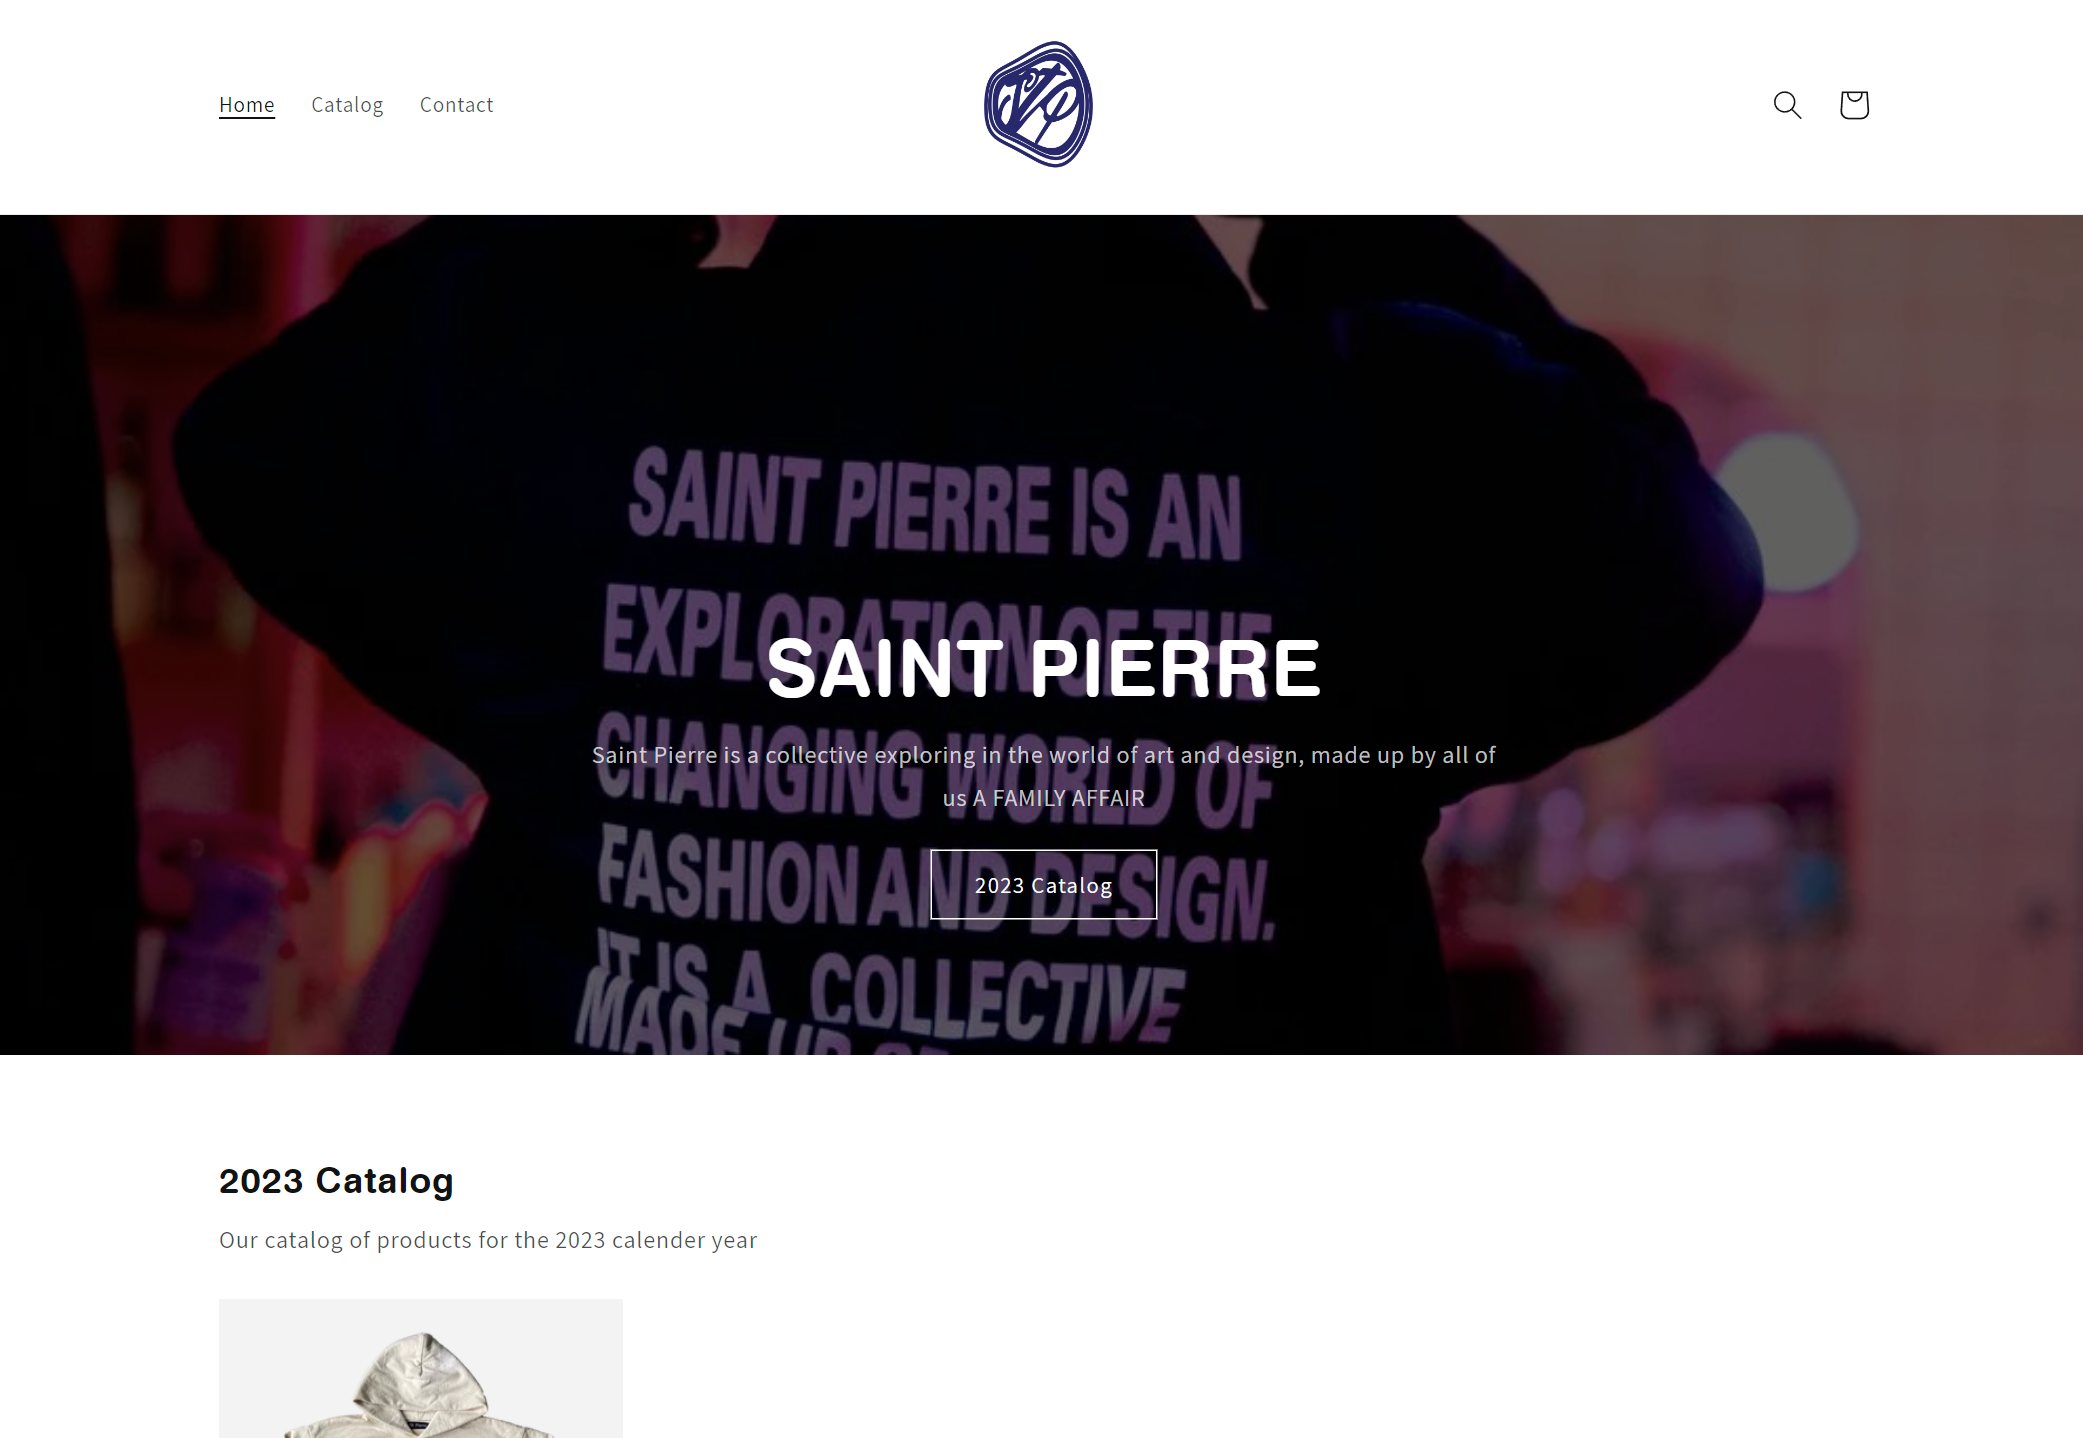 Home
Catalog
Contact
SAINT PIERRE IS AN
EXPLORATION OF THE
SAINT PIERRE
CHANGING WORLD OF
Saint Pierre is a collective exploring in the world of art and design, made up by all of
us A FAMILY AFFAIR
FASHION AND DESIGN.
2023 Catalog
IT IS A COLLECTIVE
MADE UP OF
2023 Catalog
Our catalog of products for the 2023 calender year